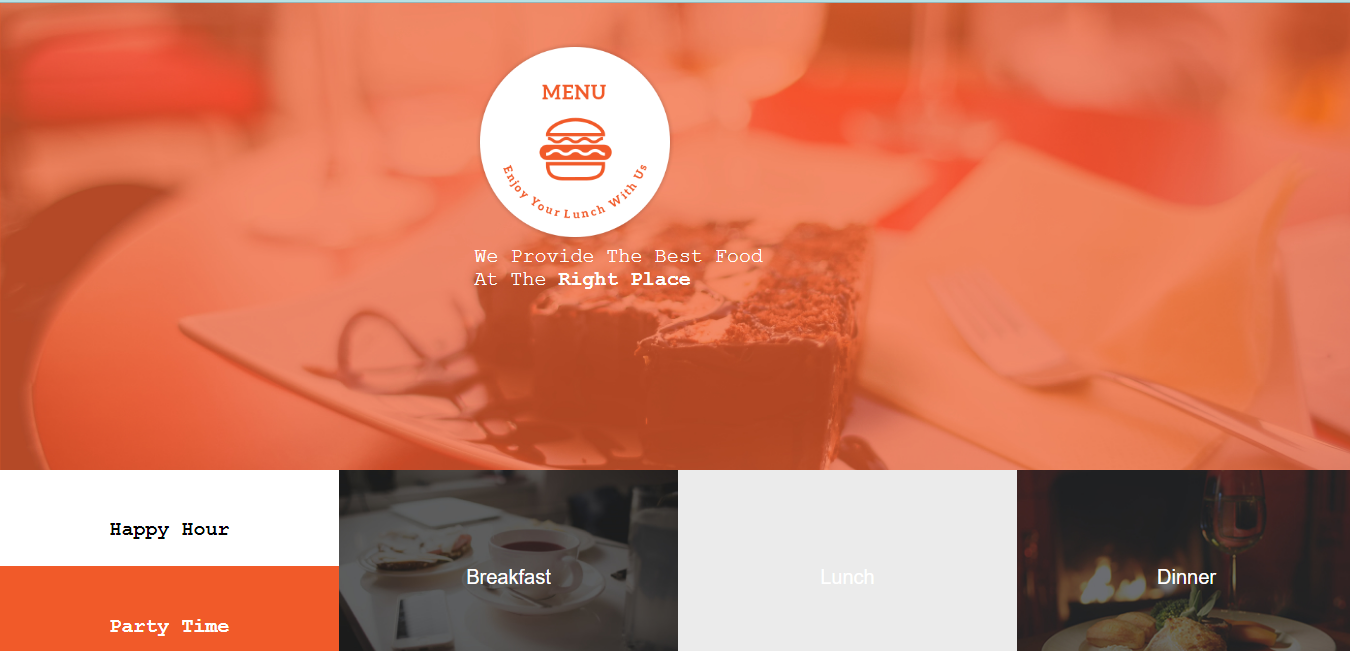 MENU
Enjoy Your Lunch With Us
We Provide The Best Food
At The Right Place
Happy Hour
Breakfast
Lunch
Dinner
Party Time